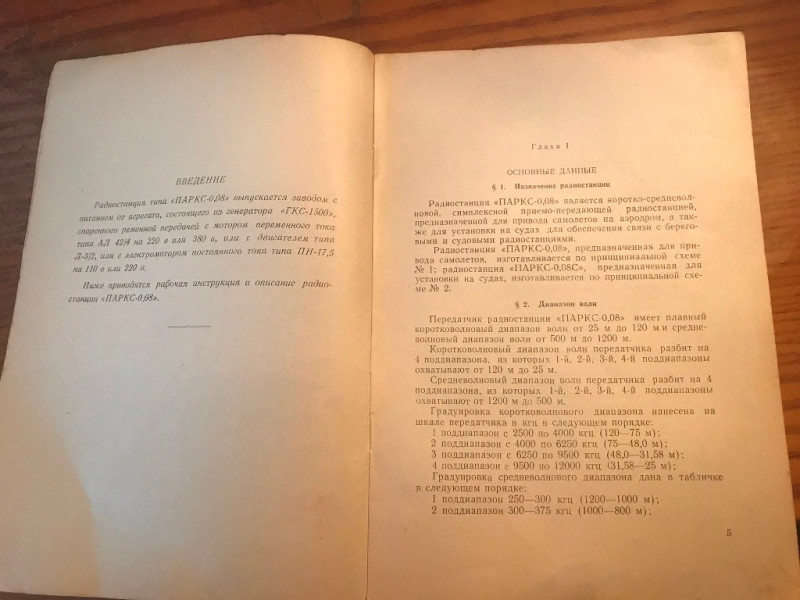 ВВЕДЕНИЕ
Радиостанция типа «ПАРКС-0,08» выпускается заводом с
питанием от агрегата, состоящего из генератора «ГКС-1500»,
спаренного ременной передачей с мотором переменного тока
типа АЛ 42/4 на 220 в или 380 в, или с двигателем типа
Л-3/2, или с электромотором постоянного тока типа ПН-17,5
на 110 в или 220 в.
Ниже приводятся рабочая инструкция и описание радио-
станции «ПАРКС-0,08».
Глава I
ОСНОВНЫЕ ДАННЫЕ
§ 1. Назначение радиостанции
Радиостанция «ПАРКС-0,08» является коротко-средневол-
новой, симплексной приемо-передающей радиостанцией,
предназначенной для привода самолетов на аэродром, а так-
же для установки на судах для обеспечения связи с берего-
выми и судовыми радиостанциями.
Радиостанция «ПАРКС-0,08», предназначенная для при-
вода самолетов, изготавливается по принципиальной схеме
№ 1; радиостанция «ПАРКС-0,08С», предназначенная для
установки на судах, изготавливается по принципиальной схе-
ме № 2.
§ 2. Диапазон волн
Передатчик радиостанции «ПАРКС-0,08» имеет плавный
коротковолновый диапазон волн от 25 м до 120 м и средне-
волновый диапазон волн от 500 м до 1200 м.
Коротковолновый диапазон волн передатчика разбит на
4 поддиапазона, из которых 1-й, 2-й, 3-й, 4-й поддиапазоны
охватывают от 120 м до 25 м.
Средневолновый диапазон волн передатчика разбит на 4
поддиапазона, из которых 1-й, 2-й, 3-й, 4-й поддиапазоны
охватывают от 1200 м до 500 м.
Градуировка коротковолнового диапазона нанесена на
шкале передатчика в кгц в следующем порядке:
1 поддиапазон с 2500 по 4000 кгц (120—75 м);
2 поддиапазон с 4000 по 6250 кгц (75—48,0 м);
3 поддиапазон с 6250 по 9500 кгц (48,0—31,58 м);
4 поддиапазон с 9500 по 12000 кгц (31,58—25 м);
Градуировка средневолнового диапазона дана в табличке
в следующем порядке:
1 поддиапазон 250—300 кгц (1200—1000 м);
2 поддиапазон 300—375 кгц (1000—800 м);
5